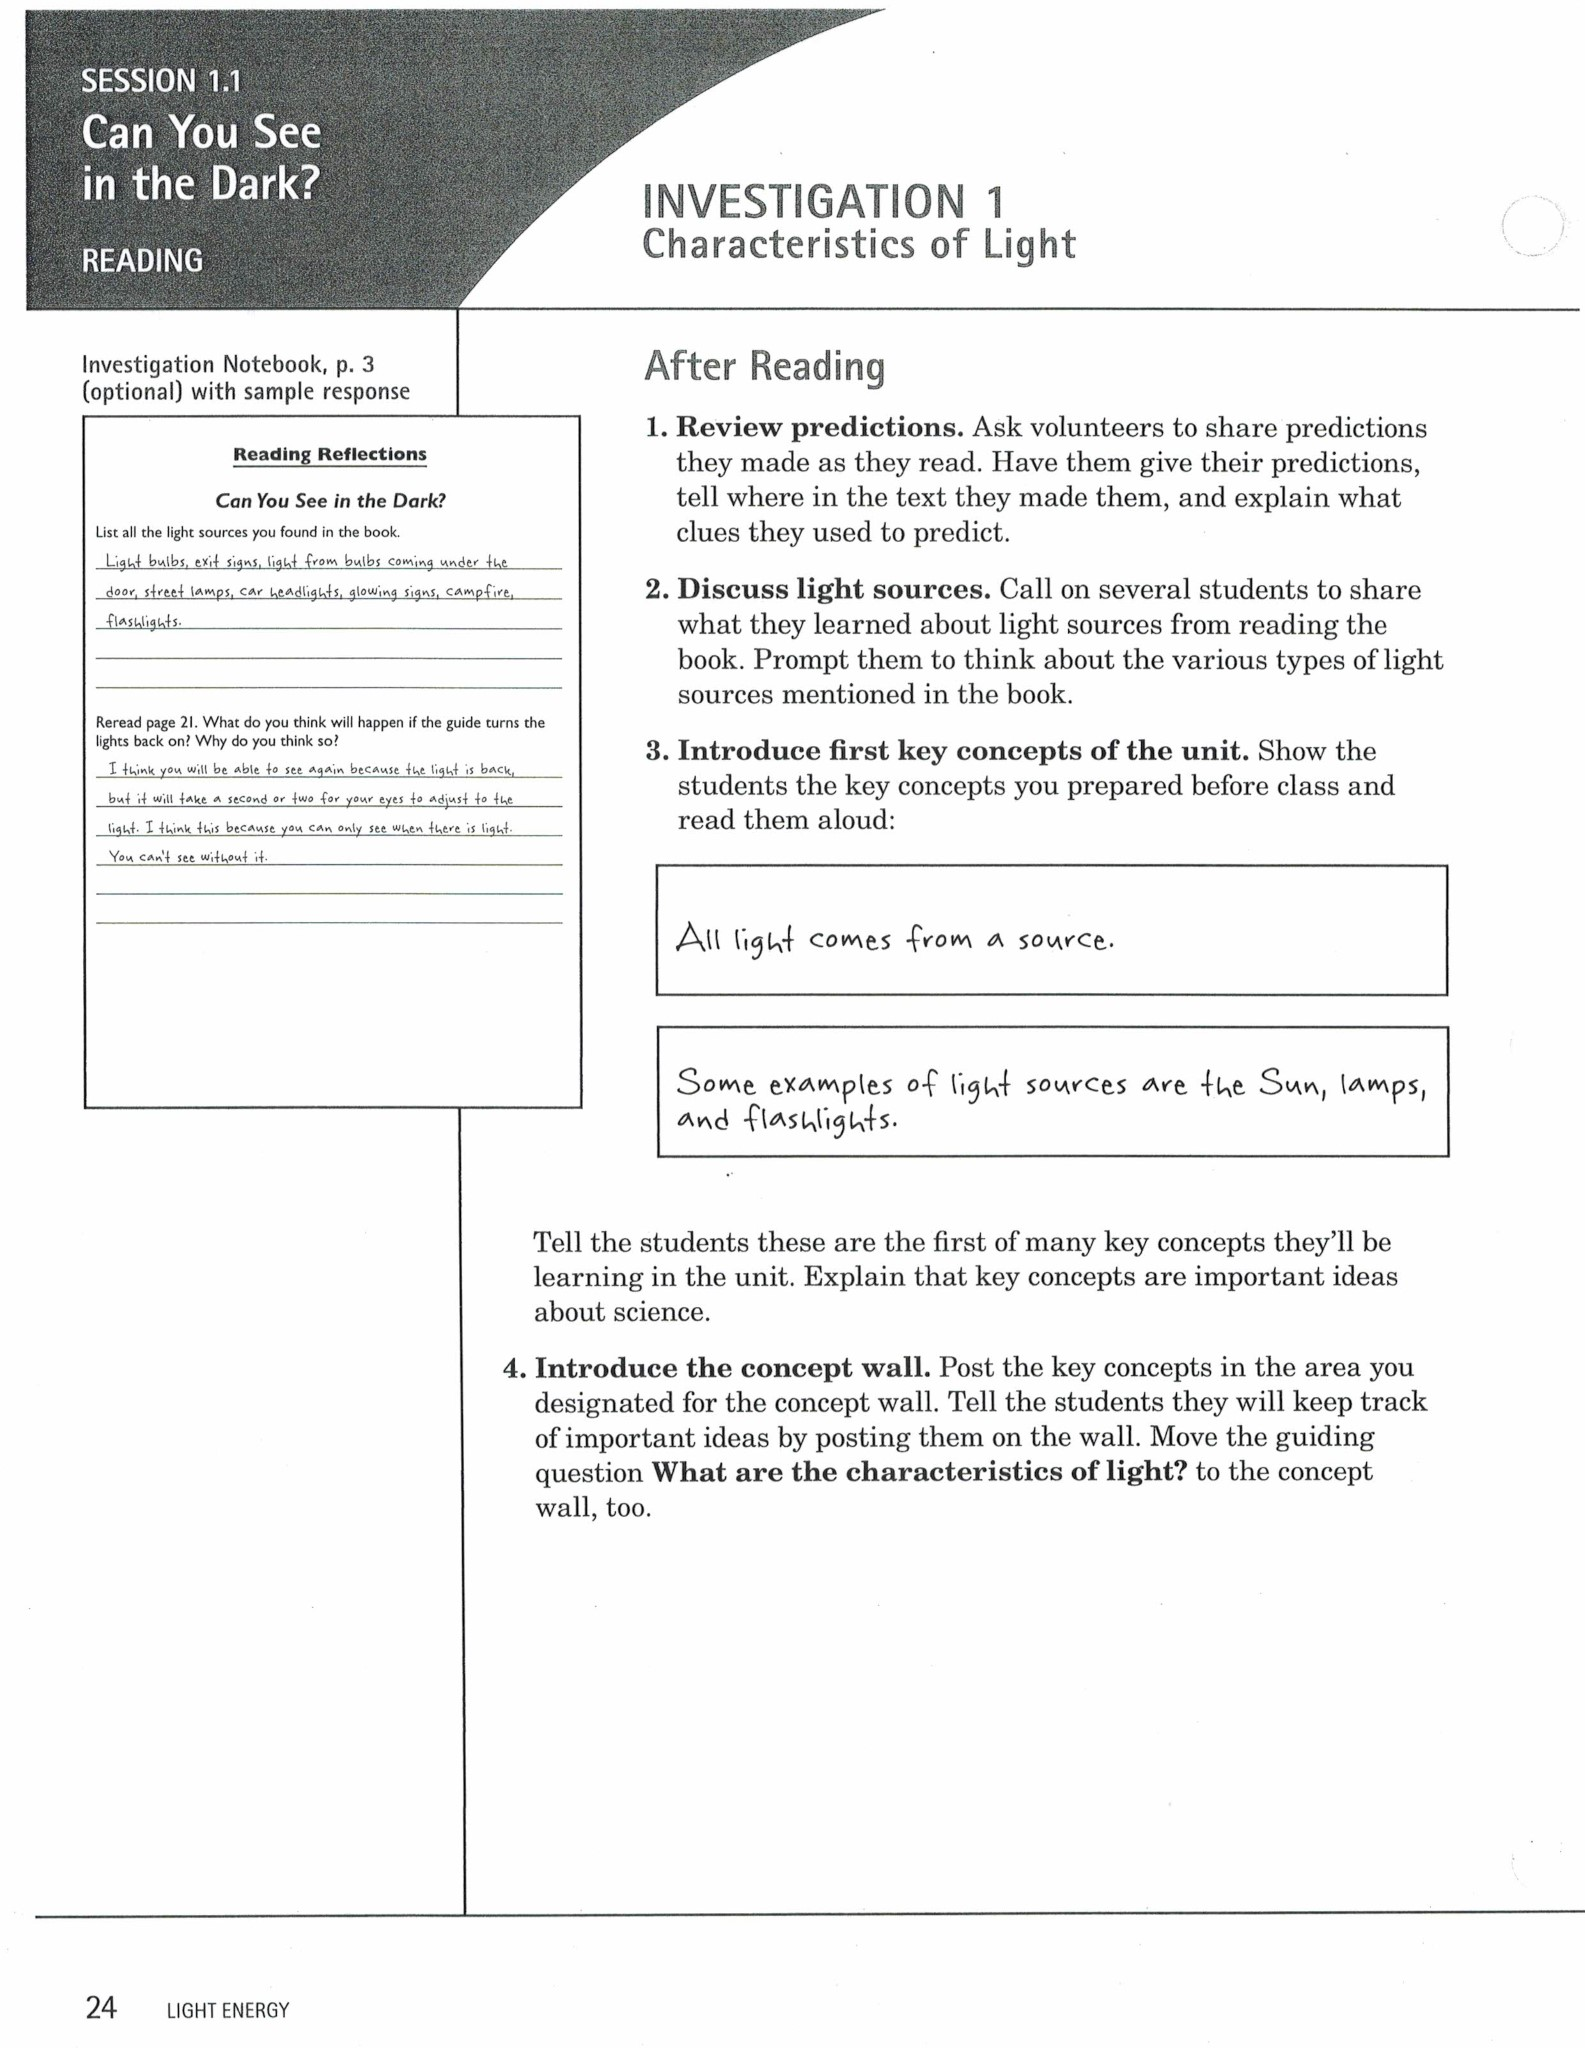 SESSION 1.1
Can You See
in the Dark?
READING
INVESTIGATION 1
Characteristics of Light
Investigation Notebook, p. 3
(optional) with sample response
Reading Reflections
Can You See in the Dark?
List all the light sources you found in the book.
Light bulbs, exit signs, light from bulbs coming under the
door, street lamps, car headlights, glowing signs, campfire,
flashlights.
Reread page 21. What do you think will happen if the guide turns the
lights back on? Why do you think so?
I think you will be able to see again because the light is back,
but it will take a second or two for your eyes to adjust to the
light. I think this because you can only see when there is light.
You can't see without it.
After Reading
1. Review predictions. Ask volunteers to share predictions
they made as they read. Have them give their predictions,
tell where in the text they made them, and explain what
clues they used to predict.
2. Discuss light sources. Call on several students to share
what they learned about light sources from reading the
book. Prompt them to think about the various types of light
sources mentioned in the book.
3. Introduce first key concepts of the unit. Show the
students the key concepts you prepared before class and
read them aloud:
All light comes from a source.
Some examples of light sources are the Sun, lamps,
and flashlights.
Tell the students these are the first of many key concepts they'll be
learning in the unit. Explain that key concepts are important ideas
about science.
4. Introduce the concept wall. Post the key concepts in the area you
designated for the concept wall. Tell the students they will keep track
of important ideas by posting them on the wall. Move the guiding
question What are the characteristics of light? to the concept
wall, too.
24 LIGHT ENERGY